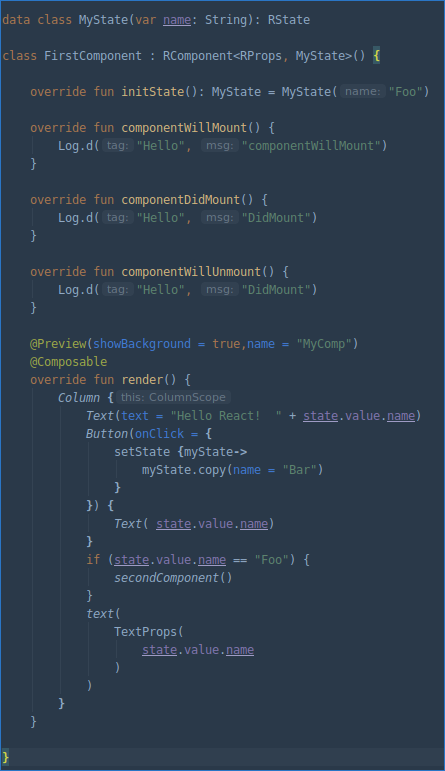 data class MyState(var name: String): RState
class FirstComponent : RComponent<RProps, MyState>() {
override fun initState(): MyState = MyState( name: "Foo")
override fun componentWillMount() {
Log.d( tag: "Hello", msg: "componentWillMount")
}
override fun componentDidMount() {
Log.d( tag: "Hello", msg: "DidMount")
}
override fun componentWillUnmount() {
Log.d( tag: "Hello", msg: "DidMount")
}
@Preview(showBackground = true,name = "MyComp")
@Composable
override fun render() {
Column { this: ColumnScope
Text(text = "Hello React!  " + state.value.name)
Button(onClick = {
setState {myState->
myState.copy(name = "Bar")
}
}) {
Text( state.value.name)
}
if (state.value.name == "Foo") {
secondComponent()
}
text(
TextProps(
state.value.name
)
)
}
}
}